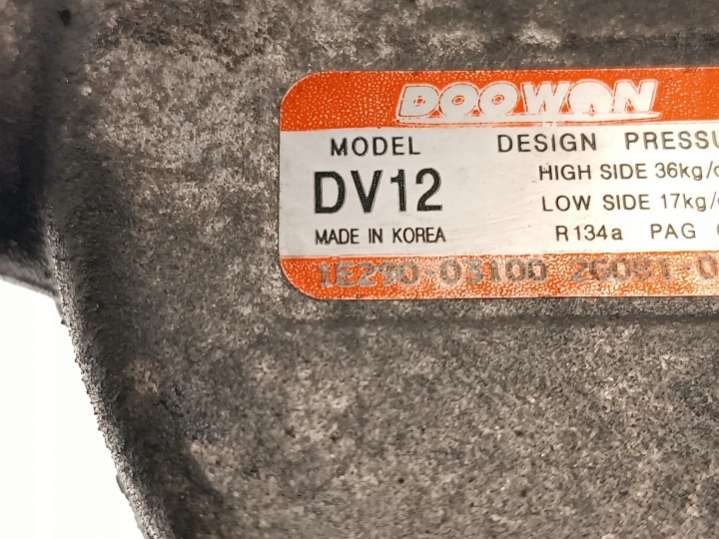 DOOWON
MODEL
DV12
MADE IN KOREA
DESIGN PRESSU
HIGH SIDE 36kg/c
LOW SIDE 17kg/c
R134a PAG